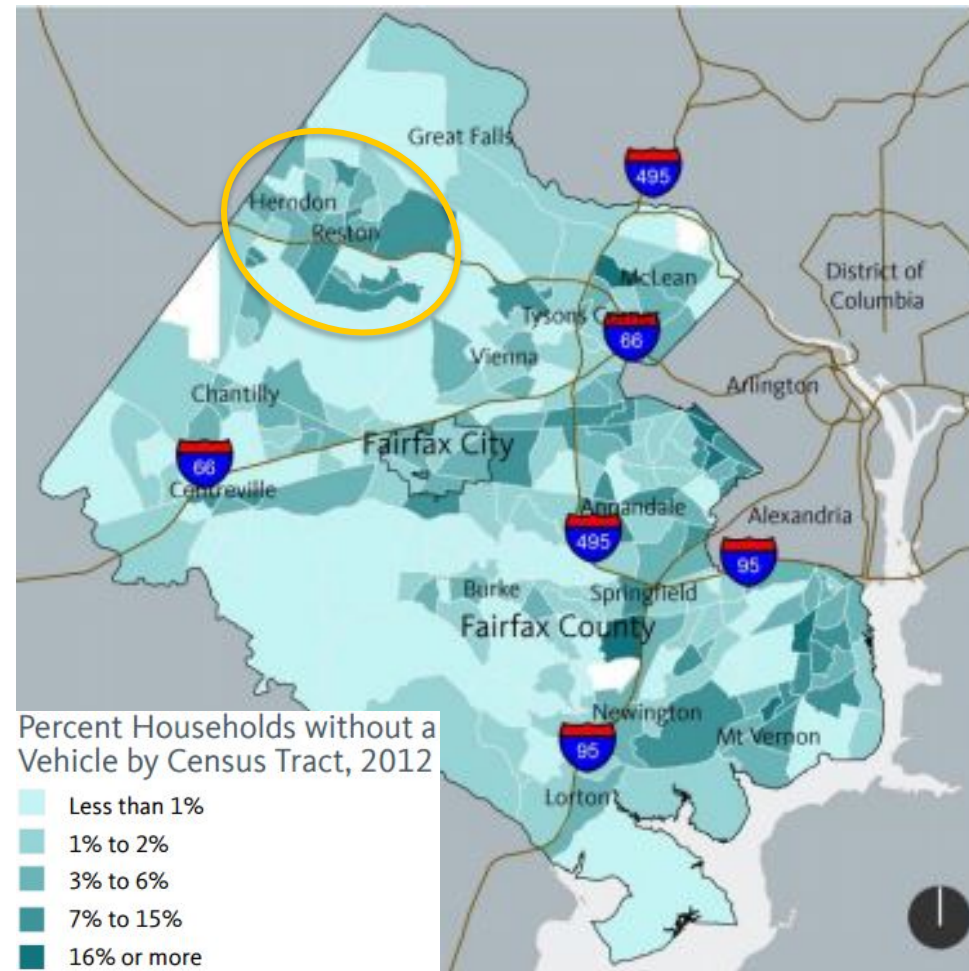 Great Falls
495
Herndon
Reston
McLean
District of
Columbia
Tysons Corner
66
Vienna
Arlington
Chantilly
Fairfax City
66
Centreville
Annandale
Alexandria
495
95
Burke
Springfield
Fairfax County
Newington
Mt Vernon
95
Lorton
Percent Households without a
Vehicle by Census Tract, 2012
Less than 1%
1% to 2%
3% to 6%
7% to 15%
16% or more